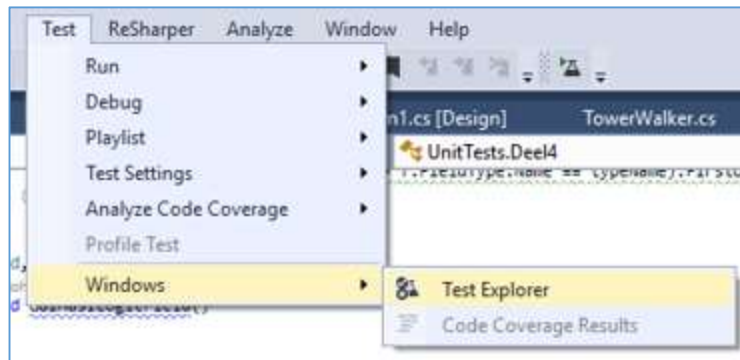 Test ReSharper Analyze Window Help
Run
Debug
n1.cs [Design] TowerWalker.cs
Playlist
UnitTests.Deel4
Test Settings
Analyze Code Coverage
Profile Test
Windows
Test Explorer
Code Coverage Results